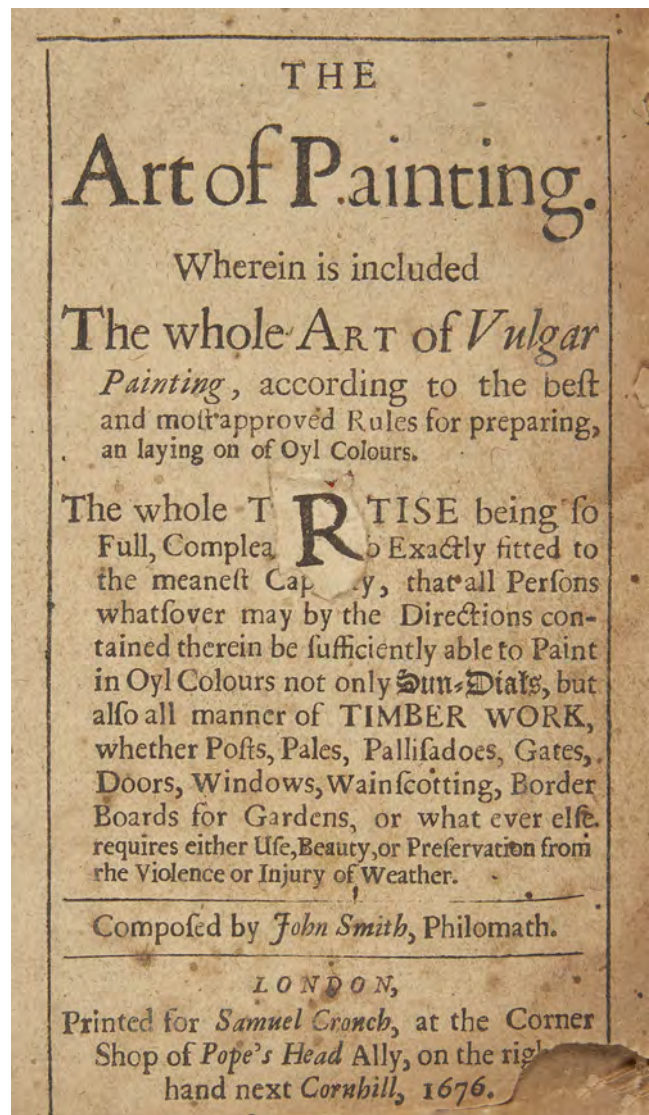 THE
Art of Painting.
Wherein is included
The whole ART of Vulgar
Painting, according to the beſt
and moſt approved Rules for preparing,
an laying on of Oyl Colours.
The whole T R TISE being ſo
Full, Complea o Exactly fitted to
the meaneſt Cap y, that all Perſons
whatſover may by the Directions con-
tained therein be ſufficiently able to Paint
in Oyl Colours not only Sun-Dials, but
alſo all manner of TIMBER WORK,
whether Poſts, Pales, Palliſadoes, Gates,
Doors, Windows, Wainſcotting, Border
Boards for Gardens, or what ever elſe
requires either Uſe, Beauty, or Preſervation from
rhe Violence or Injury of Weather.
Compoſed by John Smith, Philomath.
LONDON,
Printed for Samuel Crouch, at the Corner
Shop of Pope's Head Ally, on the rig
hand next Cornhill, 1676.